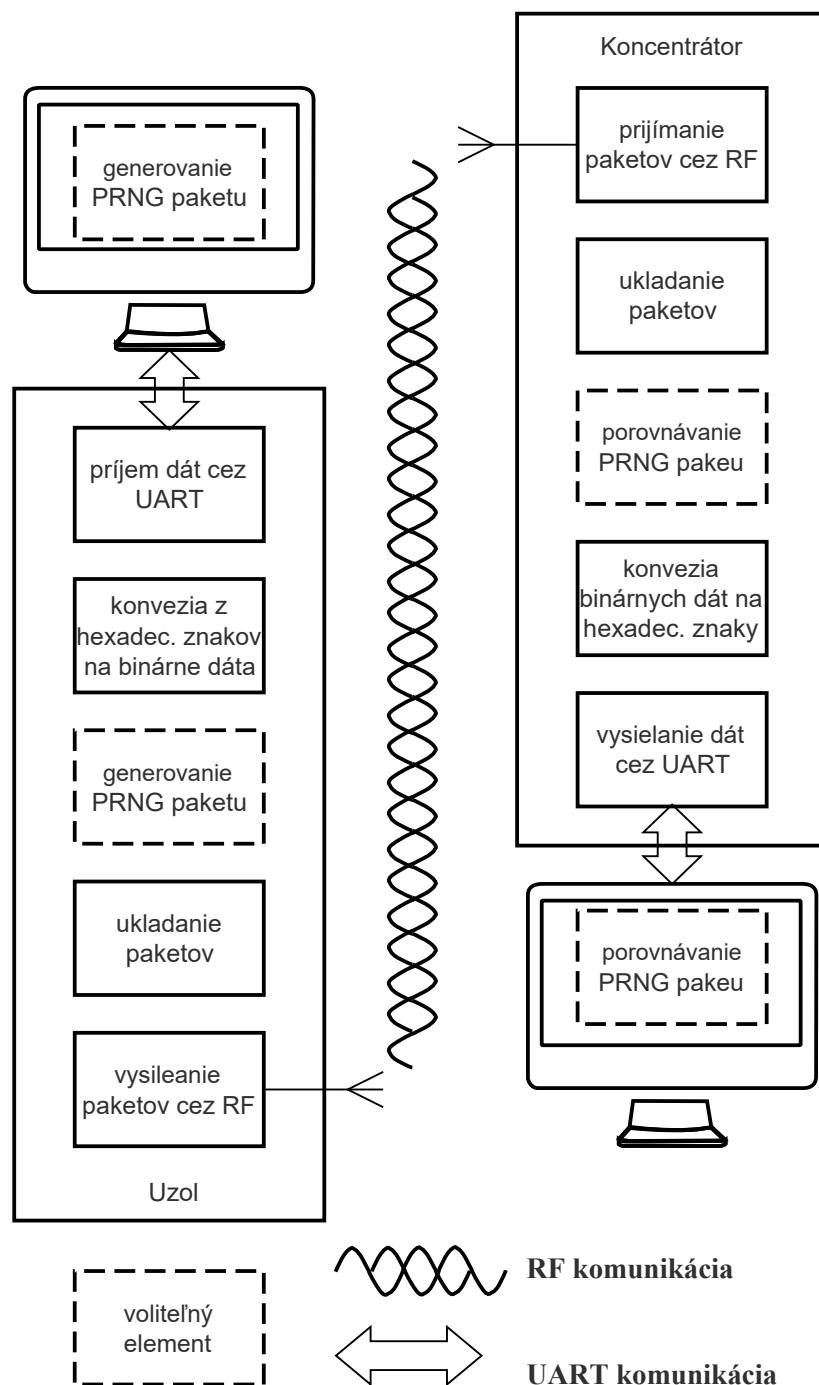 generovanie
PRNG paketu
príjem dát cez
UART
konvezia z
hexadec. znakov
na binárne dáta
generovanie
PRNG paketu
ukladanie
paketov
vysileanie
paketov cez RF
Uzol
Koncentrátor
prijímanie
paketov cez RF
ukladanie
paketov
porovnávanie
PRNG pakeu
konvezia
binárnych dát na
hexadec. znaky
vysielanie dát
cez UART
porovnávanie
PRNG pakeu
voliteľný
element
RF komunikácia
UART komunikácia